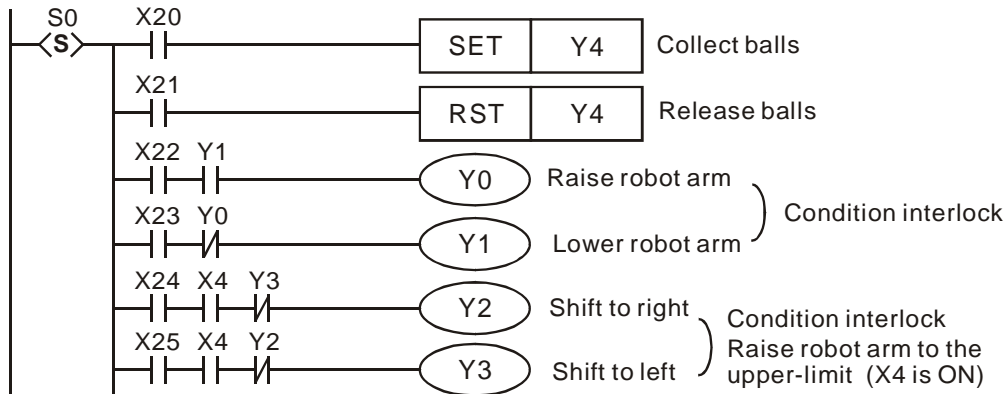 S0 X20
S SET Y4 Collect balls
X21
RST Y4 Release balls
X22 Y1
Y0 Raise robot arm
Condition interlock
X23 Y0
Y1 Lower robot arm
X24 X4 Y3
Y2 Shift to right
Condition interlock
Raise robot arm to the
upper-limit (X4 is ON)
X25 X4 Y2
Y3 Shift to left